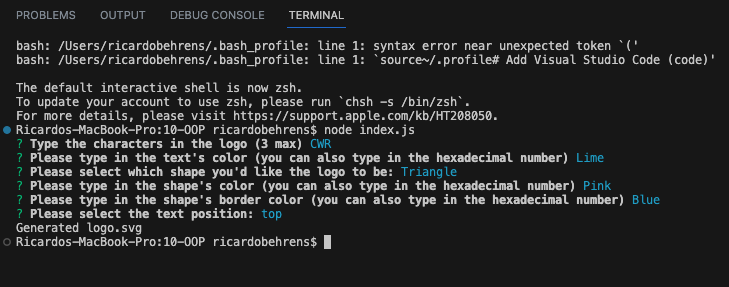 PROBLEMS OUTPUT DEBUG CONSOLE TERMINAL
bash: /Users/ricardobehrens/.bash_profile: line 1: syntax error near unexpected token `('
bash: /Users/ricardobehrens/.bash_profile: line 1: `source~/.profile# Add Visual Studio Code (code)'
The default interactive shell is now zsh.
To update your account to use zsh, please run `chsh -s /bin/zsh`.
For more details, please visit https://support.apple.com/kb/HT208050.
Ricardos-MacBook-Pro:10-OOP ricardobehrens$ node index.js
? Type the characters in the logo (3 max) CWR
? Please type in the text's color (you can also type in the hexadecimal number) Lime
? Please select which shape you'd like the logo to be: Triangle
? Please type in the shape's color (you can also type in the hexadecimal number) Pink
? Please type in the shape's border color (you can also type in the hexadecimal number) Blue
? Please select the text position: top
Generated logo.svg
Ricardos-MacBook-Pro:10-OOP ricardobehrens$